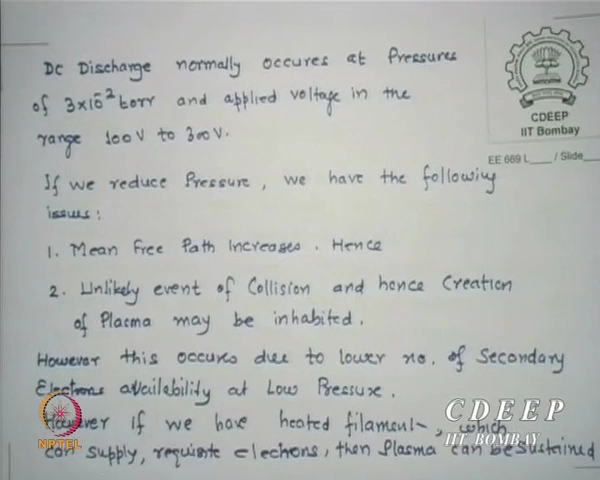 DC Discharge normally occures at Pressures
of 3×10⁻² torr and applied voltage in the
range 100V to 300V.
CDEEP
IIT Bombay
EE 669 L____ / Slide___
If we reduce Pressure, we have the following
issues:
1. Mean Free Path Increases. Hence
2. Unlikely event of Collision and hence Creation
of Plasma may be inhabited.
However this occures due to lower no. of Secondary
Electrons availability at Low Pressure.
However if we have heated filament, which
can supply, requisite electrons, then Plasma can be sustained
NPTEL
CDEEP
IIT BOMBAY